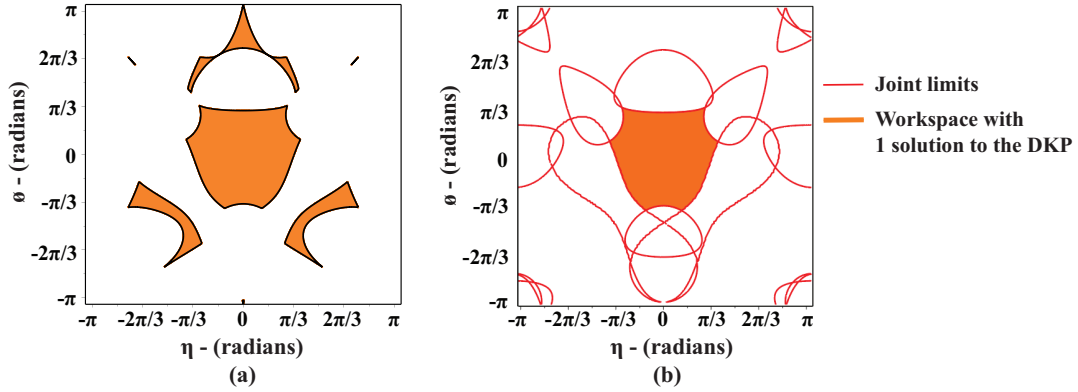 π
2π/3
π/3
0
-π/3
-2π/3
-π
ø - (radians)
-π
-2π/3
-π/3
0
π/3
2π/3
π
η - (radians)
(a)
π
2π/3
π/3
0
-π/3
-2π/3
-π
ø - (radians)
-π
-2π/3
-π/3
0
π/3
2π/3
π
η - (radians)
(b)
Joint limits
Workspace with
1 solution to the DKP